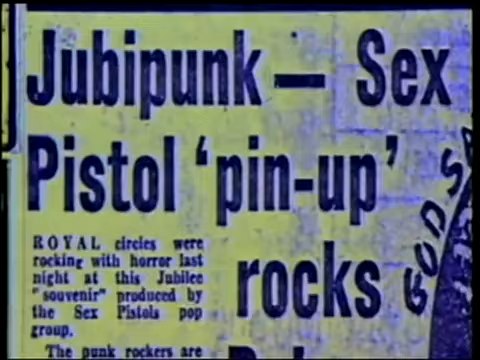 Jubipunk — Sex
Pistol 'pin-up'
rocks
ROYAL circles were
rocking with horror last
night at this Jubilee
"souvenir" produced by
the Sex Pistols pop
group.
The punk rockers are
GOD